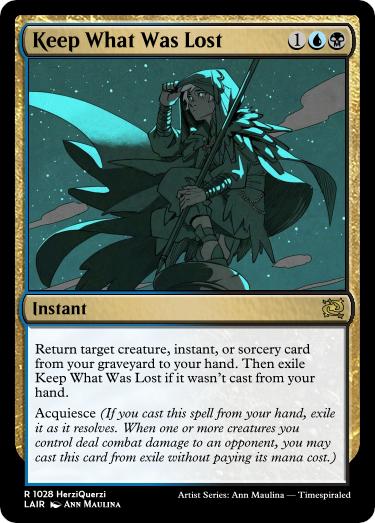 Keep What Was Lost 1
Instant
Return target creature, instant, or sorcery card
from your graveyard to your hand. Then exile
Keep What Was Lost if it wasn't cast from your
hand.
Acquiesce (If you cast this spell from your hand, exile
it as it resolves. When one or more creatures you
control deal combat damage to an opponent, you may
cast this card from exile without paying its mana cost.)
R 1028 HerziQuerzi
Artist Series: Ann Maulina — Timespiraled
LAIR Ann Maulina